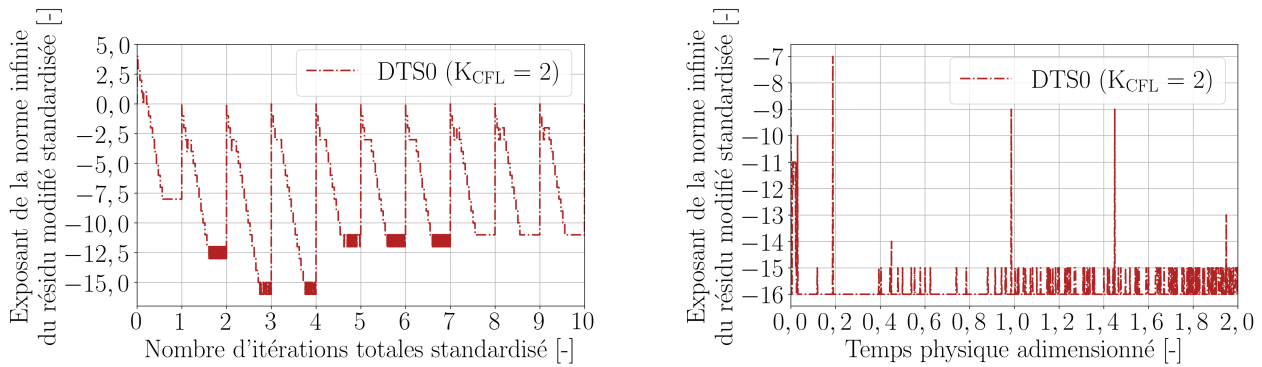 Exposant de la norme infinie
du résidu modifié standardisée [-]
5, 0
2, 5
0, 0
−2, 5
−5, 0
−7, 5
−10, 0
−12, 5
−15, 0
DTS0 (K_CFL = 2)
0 1 2 3 4 5 6 7 8 9 10
Nombre d'itérations totales standardisé [-]
Exposant de la norme infinie
du résidu modifié standardisée [-]
−7
−8
−9
−10
−11
−12
−13
−14
−15
−16
DTS0 (K_CFL = 2)
0, 0 0, 2 0, 4 0, 6 0, 8 1, 0 1, 2 1, 4 1, 6 1, 8 2, 0
Temps physique adimensionné [-]